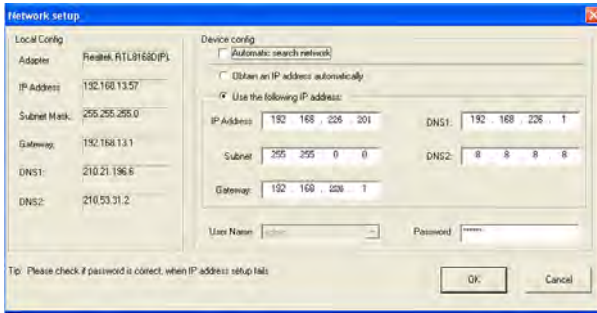 Network setup
Local Config
Adapter Realtek RTL8168D(P).
IP Address 192.168.13.57
Subnet Mask: 255.255.255.0
Gateway: 192.168.13.1
DNS1: 210.21.196.6
DNS2: 210.53.31.2
Device config
Automatic search network
Obtain an IP address automatically
Use the following IP address:
IP Address 192 . 168 . 226 . 201
DNS1: 192 . 168 . 226 . 1
Subnet 255 . 255 . 0 . 0
DNS2: 8 . 8 . 8 . 8
Gateway: 192 . 168 . 226 . 1
User Name admin
Password ******
Tip: Please check if password is correct, when IP address setup fails
OK
Cancel